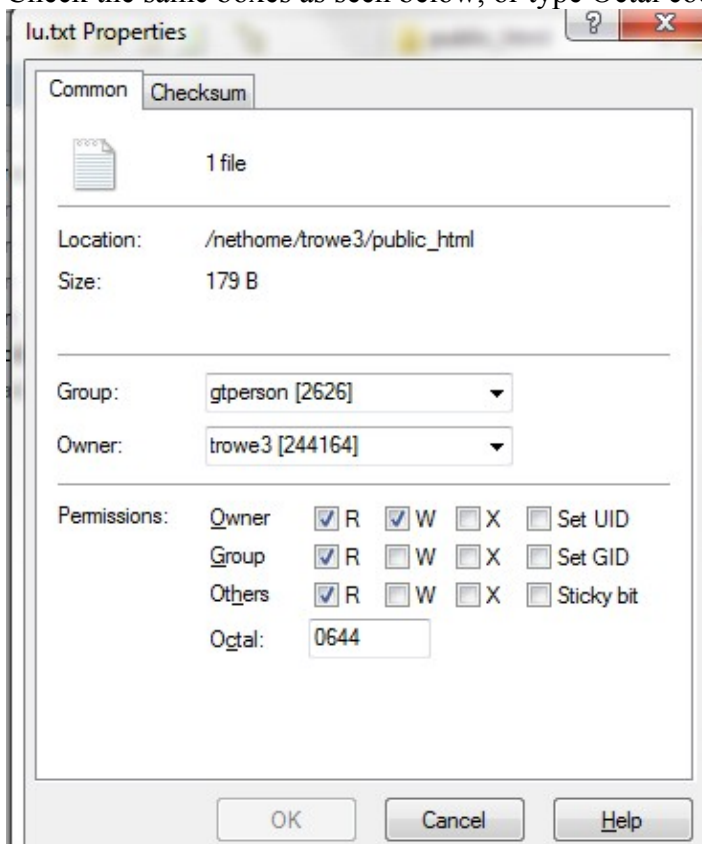 Check the same boxes as seen below, or type Octal co
lu.txt Properties
Common Checksum
1 file
Location: /nethome/trowe3/public_html
Size: 179 B
Group: gtperson [2626]
Owner: trowe3 [244164]
Permissions: Owner R W X Set UID
Group R W X Set GID
Others R W X Sticky bit
Octal: 0644
OK Cancel Help